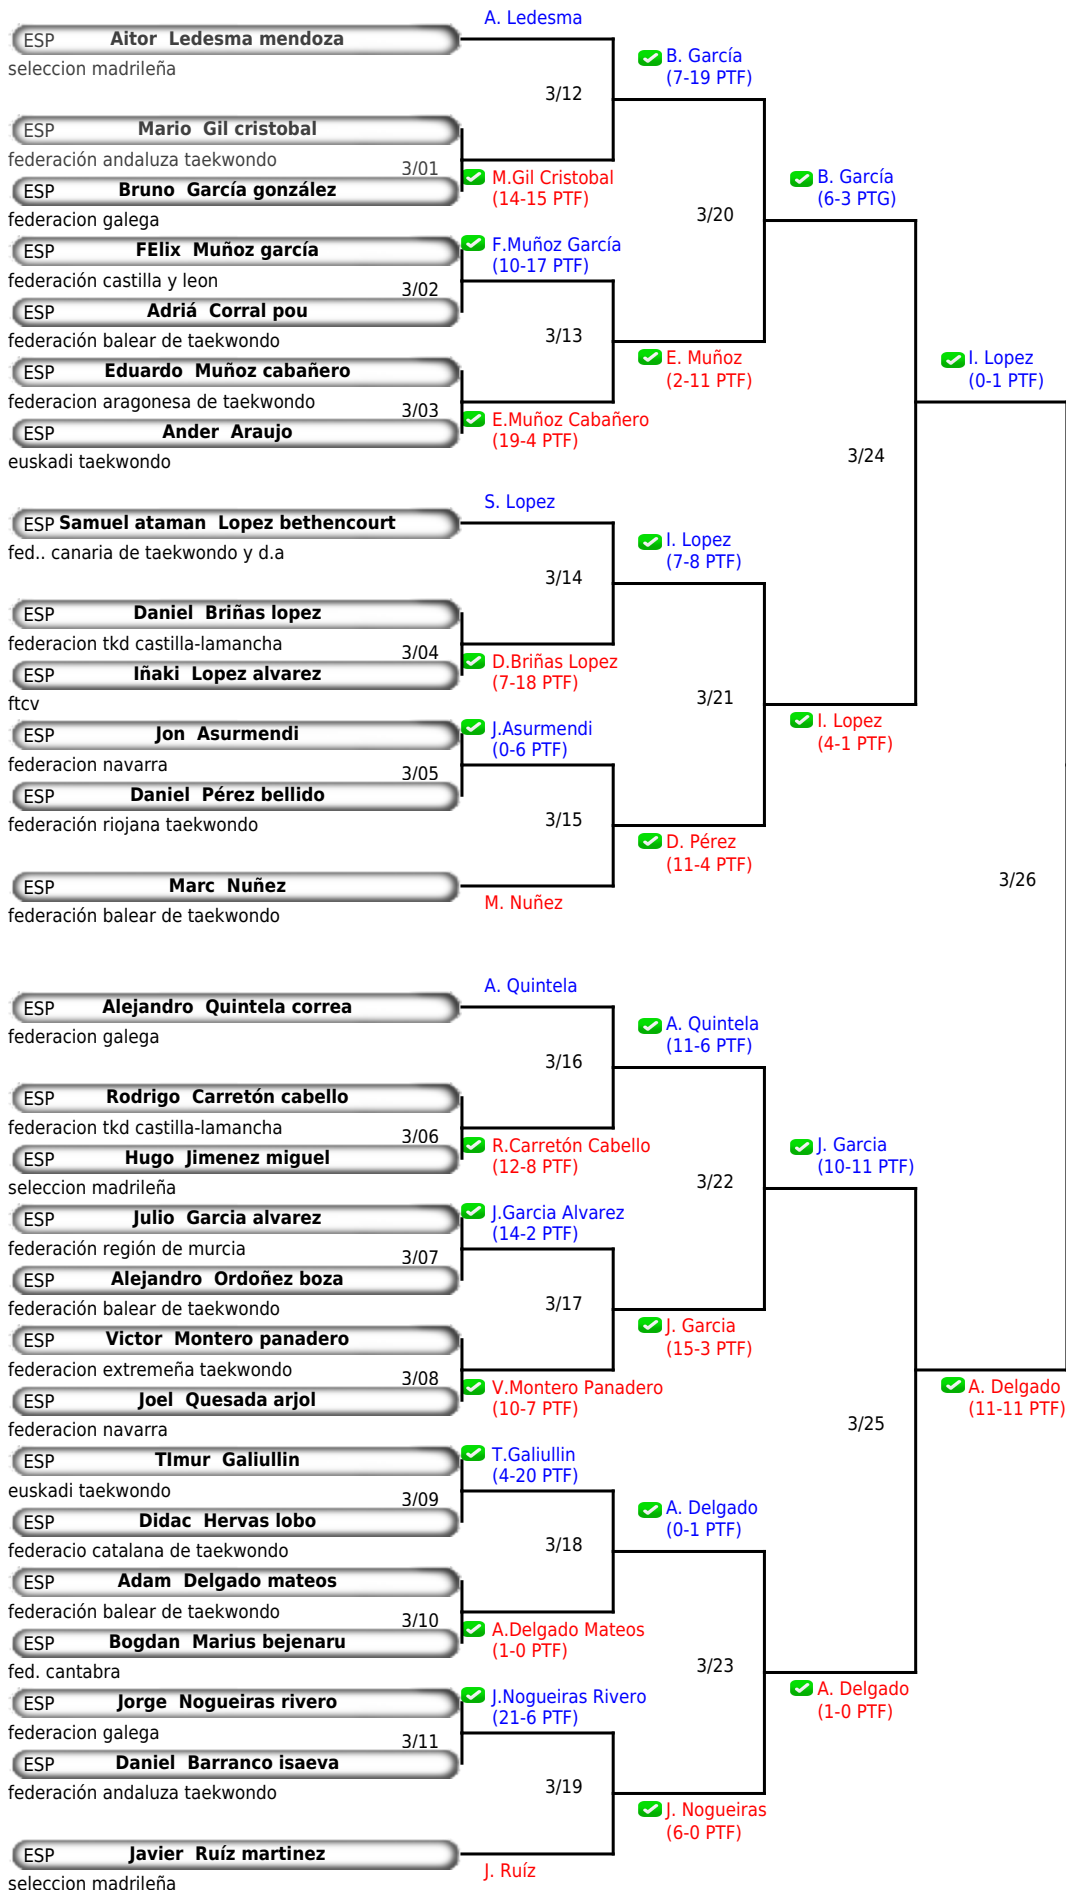 A. Ledesma
ESP Aitor Ledesma mendoza
seleccion madrileña
B. García
(7-19 PTF)
3/12
ESP Mario Gil cristobal
federación andaluza taekwondo
3/01
M.Gil Cristobal
(14-15 PTF)
B. García
(6-3 PTG)
ESP Bruno García gonzález
federacion galega
3/20
ESP FElix Muñoz garcía
F.Muñoz García
(10-17 PTF)
federación castilla y leon
3/02
ESP Adriá Corral pou
federación balear de taekwondo
3/13
E. Muñoz
(2-11 PTF)
I. Lopez
(0-1 PTF)
ESP Eduardo Muñoz cabañero
federacion aragonesa de taekwondo
3/03
E.Muñoz Cabañero
(19-4 PTF)
ESP Ander Araujo
euskadi taekwondo
3/24
S. Lopez
ESP Samuel ataman Lopez bethencourt
fed.. canaria de taekwondo y d.a
I. Lopez
(7-8 PTF)
3/14
ESP Daniel Briñas lopez
federacion tkd castilla-lamancha
3/04
D.Briñas Lopez
(7-18 PTF)
ESP Iñaki Lopez alvarez
ftcv
3/21
I. Lopez
(4-1 PTF)
ESP Jon Asurmendi
J.Asurmendi
(0-6 PTF)
federacion navarra
3/05
ESP Daniel Pérez bellido
federación riojana taekwondo
3/15
D. Pérez
(11-4 PTF)
3/26
ESP Marc Nuñez
M. Nuñez
federación balear de taekwondo
A. Quintela
ESP Alejandro Quintela correa
federacion galega
A. Quintela
(11-6 PTF)
3/16
ESP Rodrigo Carretón cabello
federacion tkd castilla-lamancha
3/06
R.Carretón Cabello
(12-8 PTF)
J. Garcia
(10-11 PTF)
ESP Hugo Jimenez miguel
seleccion madrileña
3/22
ESP Julio Garcia alvarez
J.Garcia Alvarez
(14-2 PTF)
federación región de murcia
3/07
ESP Alejandro Ordoñez boza
federación balear de taekwondo
3/17
J. Garcia
(15-3 PTF)
ESP Victor Montero panadero
federacion extremeña taekwondo
3/08
V.Montero Panadero
(10-7 PTF)
A. Delgado
(11-11 PTF)
ESP Joel Quesada arjol
federacion navarra
3/25
ESP TImur Galiullin
T.Galiullin
(4-20 PTF)
euskadi taekwondo
3/09
ESP Didac Hervas lobo
federacio catalana de taekwondo
A. Delgado
(0-1 PTF)
3/18
ESP Adam Delgado mateos
federación balear de taekwondo
3/10
A.Delgado Mateos
(1-0 PTF)
ESP Bogdan Marius bejenaru
fed. cantabra
3/23
A. Delgado
(1-0 PTF)
ESP Jorge Nogueiras rivero
J.Nogueiras Rivero
(21-6 PTF)
federacion galega
3/11
ESP Daniel Barranco isaeva
federación andaluza taekwondo
3/19
J. Nogueiras
(6-0 PTF)
ESP Javier Ruíz martinez
J. Ruíz
seleccion madrileña